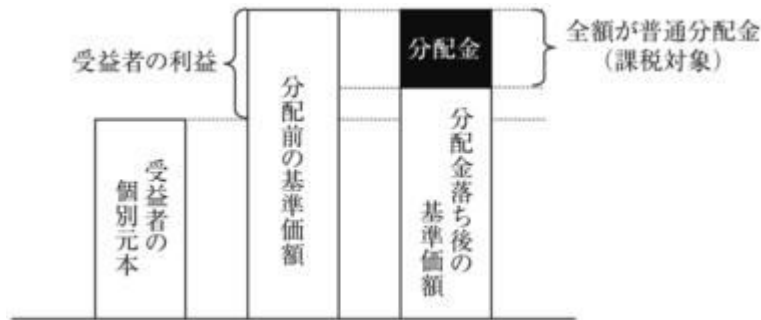 受益者の利益
受益者の
個別元本
分配前の基準価額
分配金
分配金落ち後の
基準価額
全額が普通分配金
（課税対象）